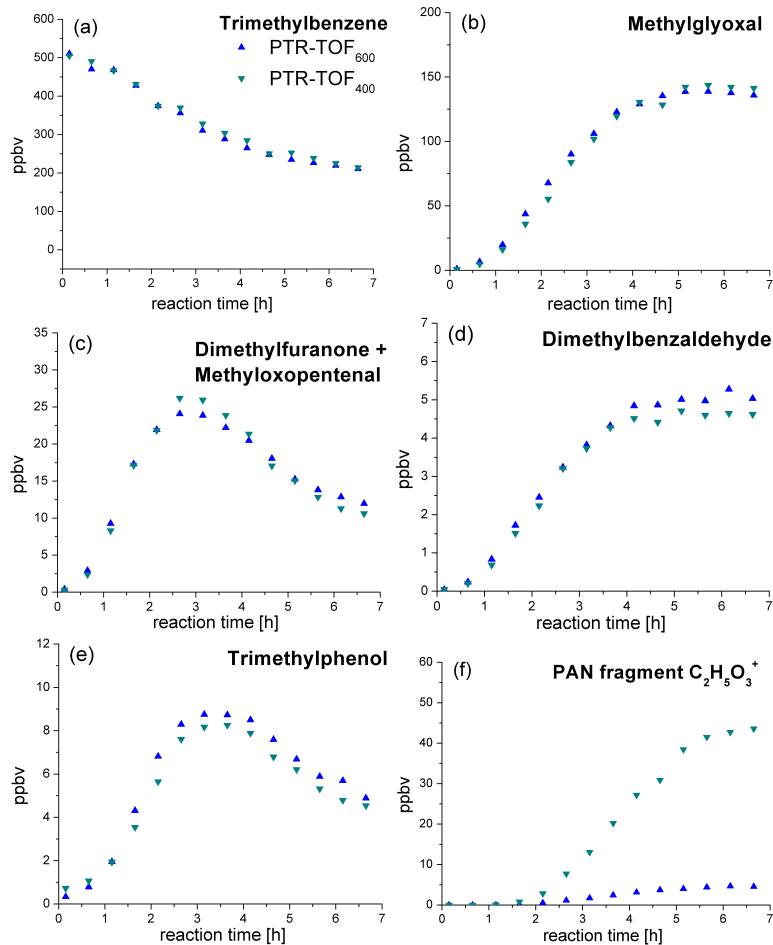 (a)
Trimethylbenzene
PTR-TOF600
PTR-TOF400
600
500
400
300
200
100
0
ppbv
0 1 2 3 4 5 6 7
reaction time [h]
(b)
Methylglyoxal
200
150
100
50
0
ppbv
0 1 2 3 4 5 6 7
reaction time [h]
(c)
Dimethylfuranone +
Methyloxopentenal
35
30
25
20
15
10
5
0
ppbv
0 1 2 3 4 5 6 7
reaction time [h]
(d)
Dimethylbenzaldehyde
7
6
5
4
3
2
1
0
ppbv
0 1 2 3 4 5 6 7
reaction time [h]
(e)
Trimethylphenol
12
10
8
6
4
2
0
ppbv
0 1 2 3 4 5 6 7
reaction time [h]
(f)
PAN fragment C2H5O3+
60
50
40
30
20
10
0
ppbv
0 1 2 3 4 5 6 7
reaction time [h]